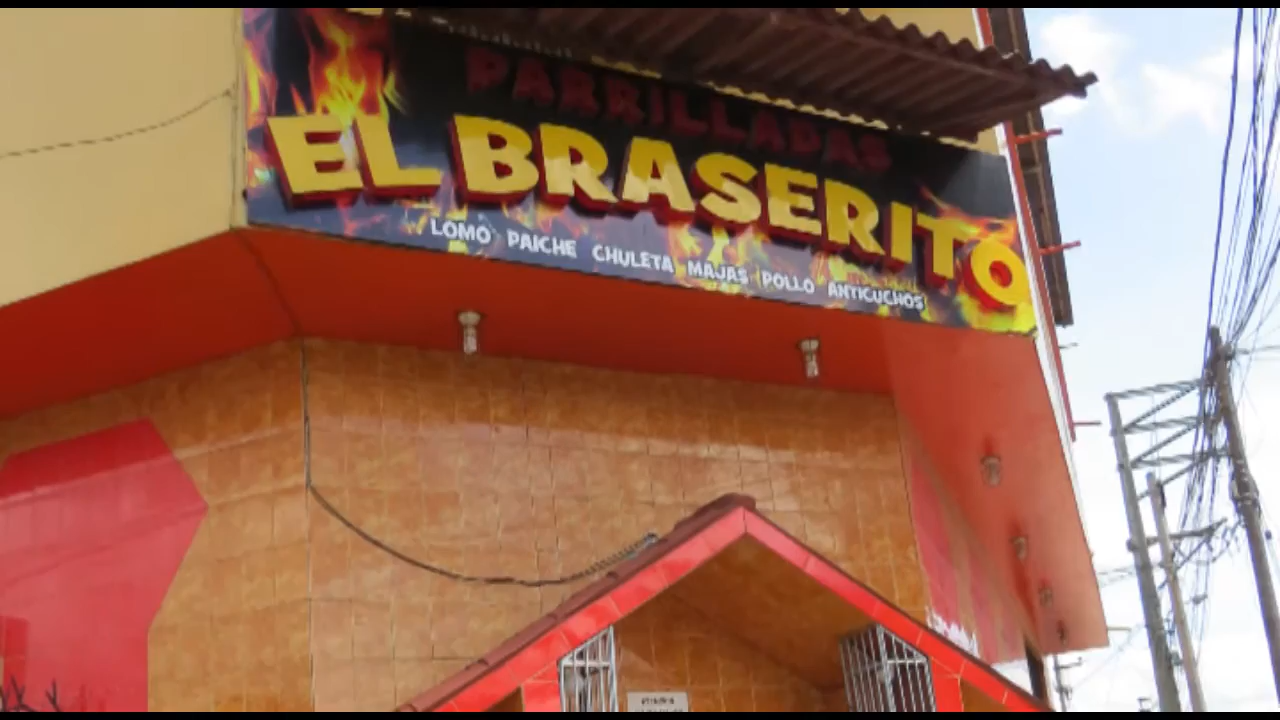 PARRILLADAS
EL BRASERITO
LOMO PAICHE CHULETA MAJAS POLLO ANTICUCHOS